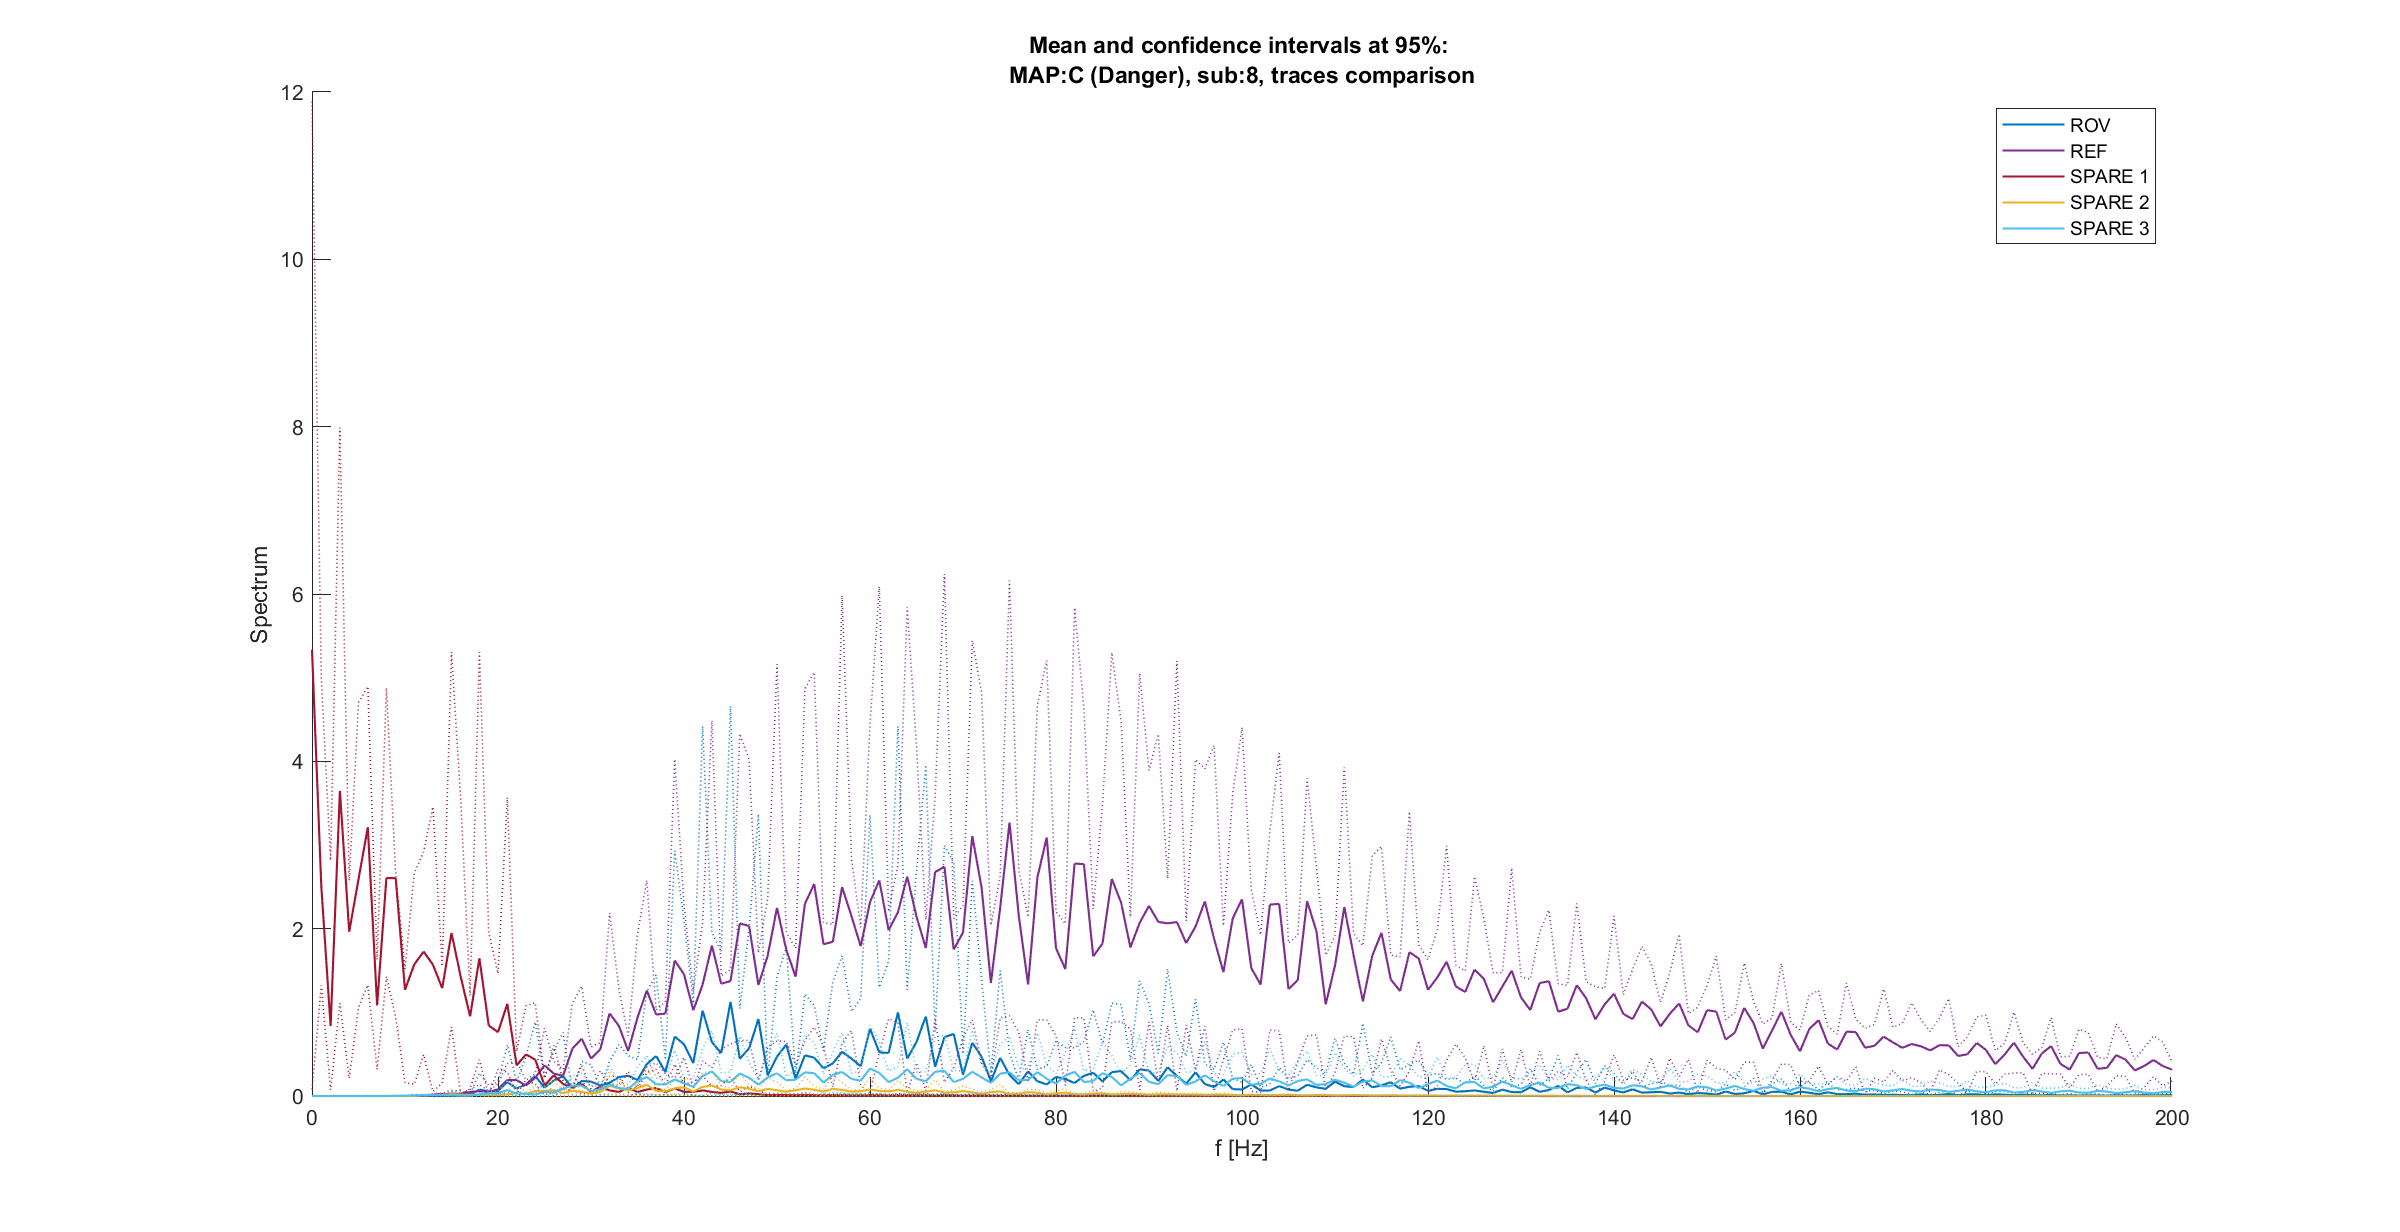 Mean and confidence intervals at 95%:
MAP:C (Danger), sub:8, traces comparison
12
10
8
6
4
2
0
Spectrum
ROV
REF
SPARE 1
SPARE 2
SPARE 3
0 20 40 60 80 100 120 140 160 180 200
f [Hz]